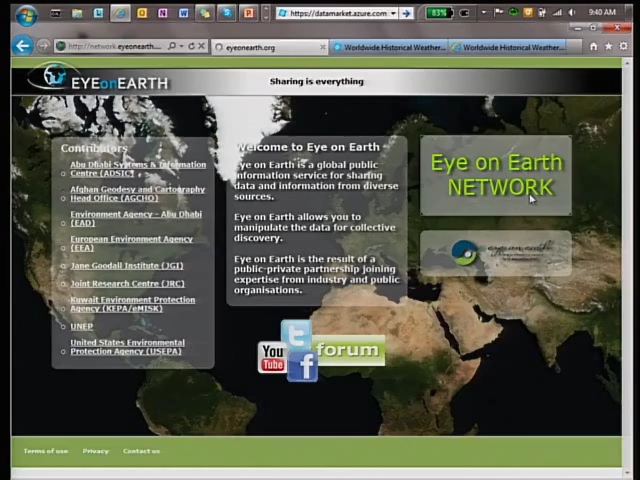 https://datamarket.azure.com
83%
9:40 AM
http://network.eyeonearth.
eyeonearth.org
Worldwide Historical Weather...
Worldwide Historical Weather...
EYEonEARTH
Sharing is everything
Contributors
Abu Dhabi Systems & Information
Centre (ADSIC)
Afghan Geodesy and Cartography
Head Office (AGCHO)
Environment Agency - Abu Dhabi
(EAD)
European Environment Agency
(EEA)
Jane Goodall Institute (JGI)
Joint Research Centre (JRC)
Kuwait Environment Protection
Agency (KEPA/eMISK)
UNEP
United States Environmental
Protection Agency (USEPA)
Welcome to Eye on Earth
Eye on Earth is a global public
information service for sharing
data and information from diverse
sources.
Eye on Earth allows you to
manipulate the data for collective
discovery.
Eye on Earth is the result of a
public-private partnership joining
expertise from industry and public
organisations.
Eye on Earth
NETWORK
eye on earth
You
Tube
t
f
forum
Terms of use
Privacy
Contact us